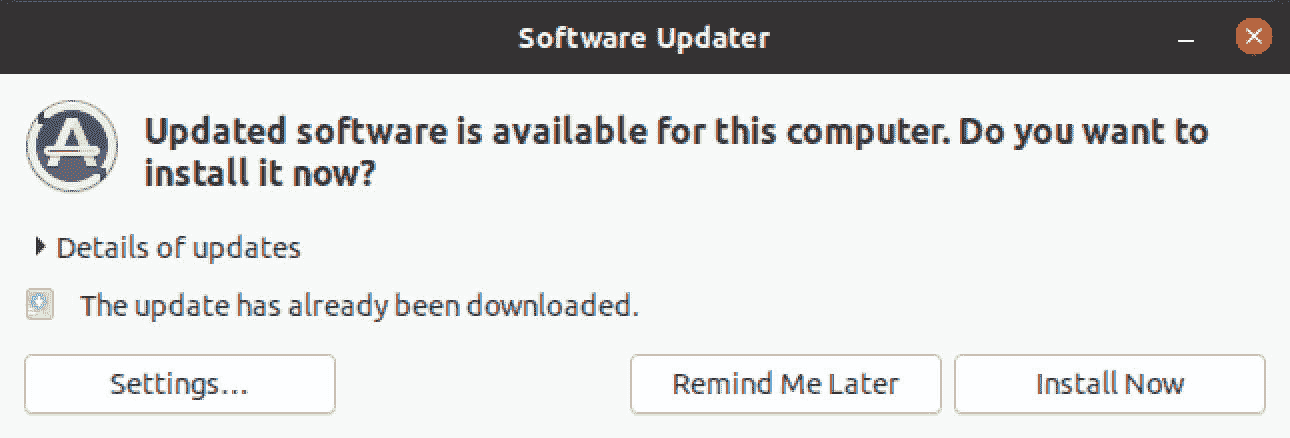 Software Updater
Updated software is available for this computer. Do you want to
install it now?
Details of updates
The update has already been downloaded.
Settings...
Remind Me Later
Install Now